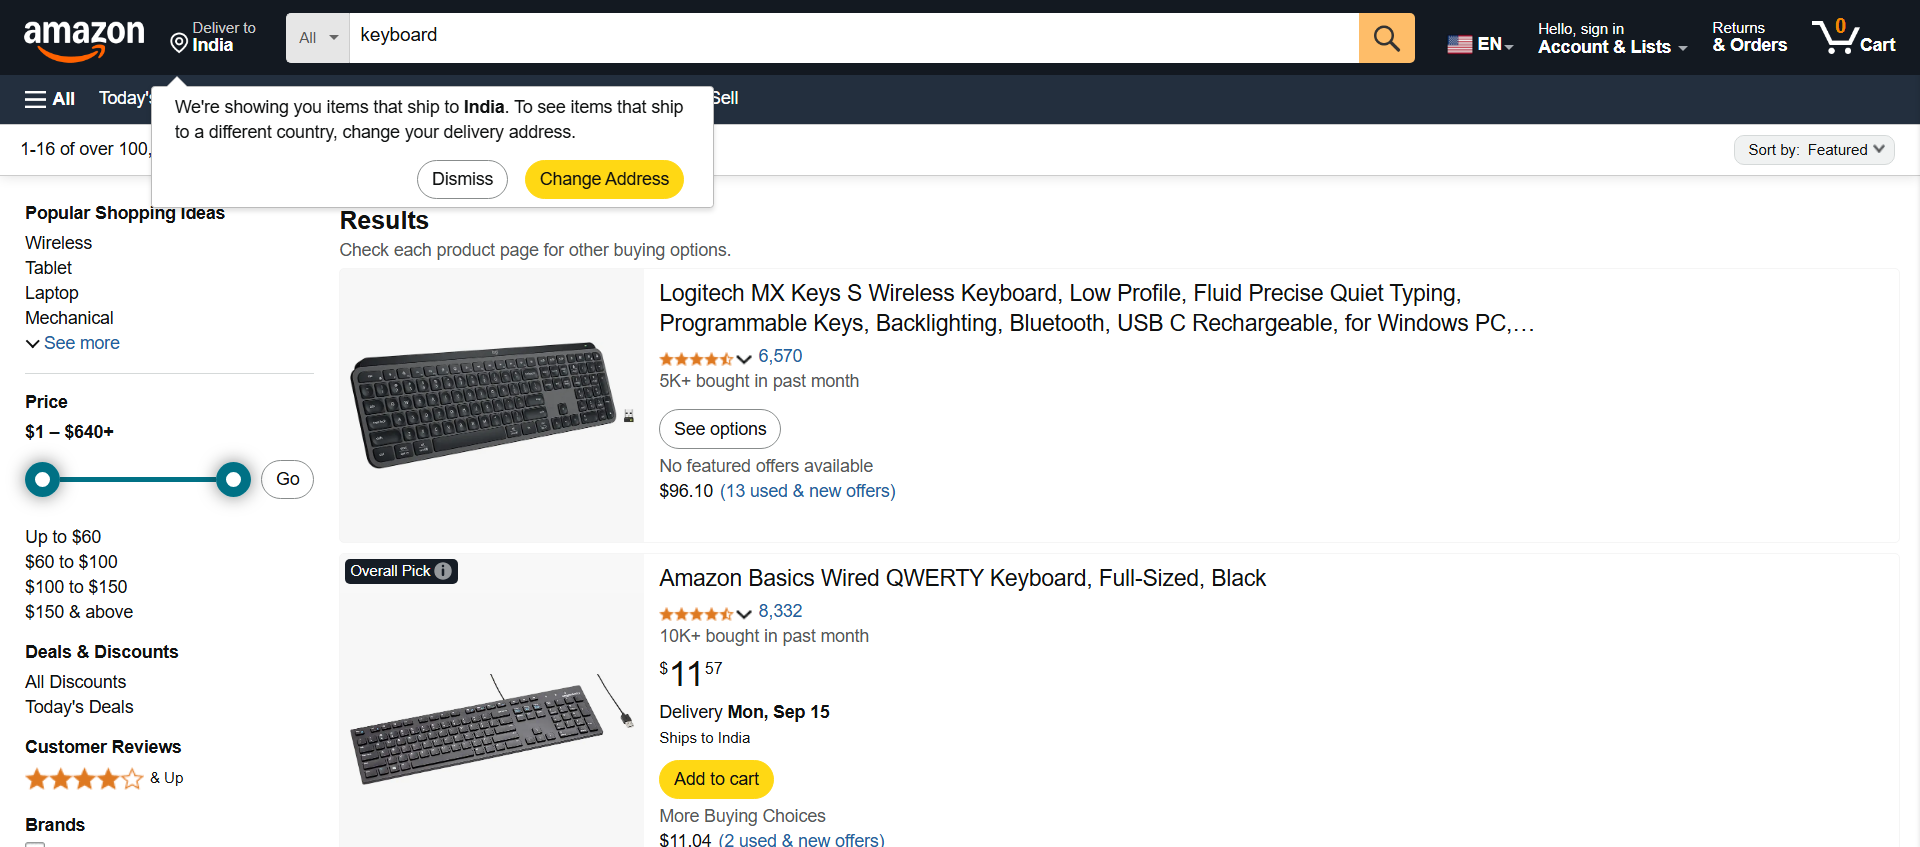 amazon
Deliver to
India
All
keyboard
EN
Hello, sign in
Account & Lists
Returns
& Orders
0
Cart
All
Today's
Sell
We're showing you items that ship to India. To see items that ship
to a different country, change your delivery address.
Dismiss
Change Address
1-16 of over 100,
Sort by: Featured
Popular Shopping Ideas
Wireless
Tablet
Laptop
Mechanical
See more
Price
$1 – $640+
Go
Up to $60
$60 to $100
$100 to $150
$150 & above
Deals & Discounts
All Discounts
Today's Deals
Customer Reviews
& Up
Brands
Results
Check each product page for other buying options.
Logitech MX Keys S Wireless Keyboard, Low Profile, Fluid Precise Quiet Typing,
Programmable Keys, Backlighting, Bluetooth, USB C Rechargeable, for Windows PC,…
6,570
5K+ bought in past month
See options
No featured offers available
$96.10 (13 used & new offers)
Overall Pick
Amazon Basics Wired QWERTY Keyboard, Full-Sized, Black
8,332
10K+ bought in past month
$11 57
Delivery Mon, Sep 15
Ships to India
Add to cart
More Buying Choices
$11.04 (2 used & new offers)